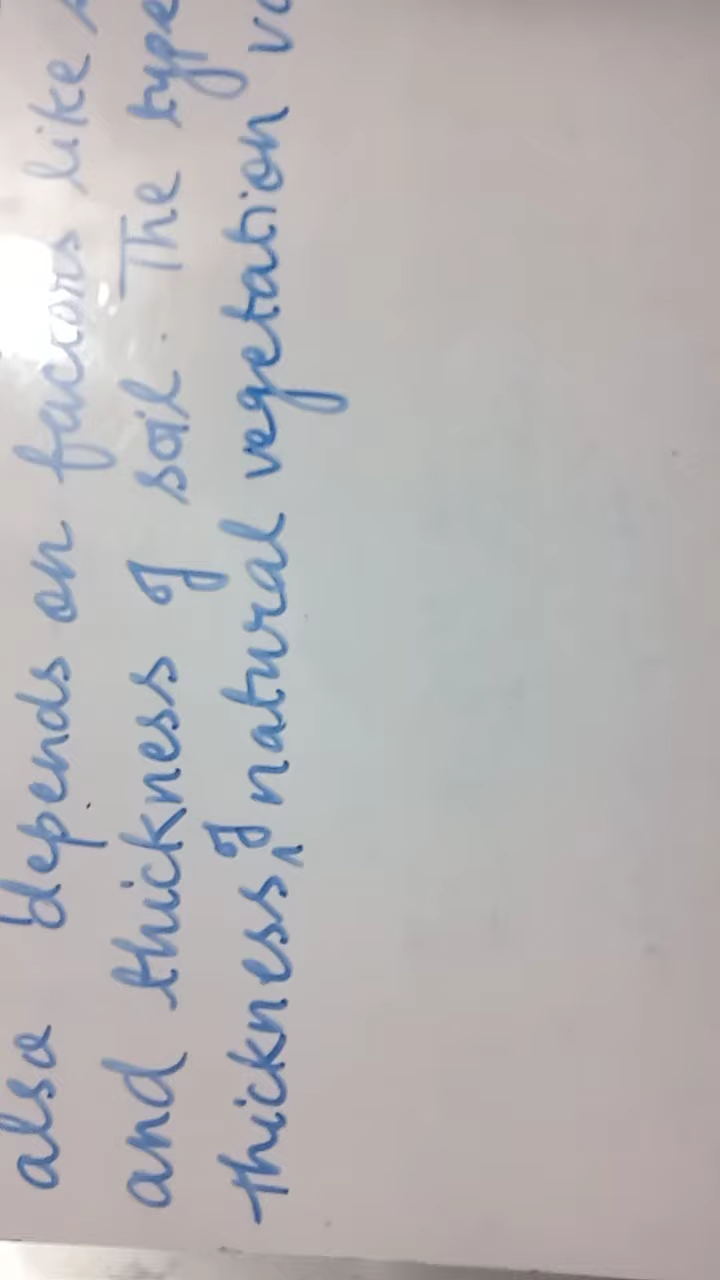 also depends on factors like
and thickness of soil. The type
thickness of natural vegetation